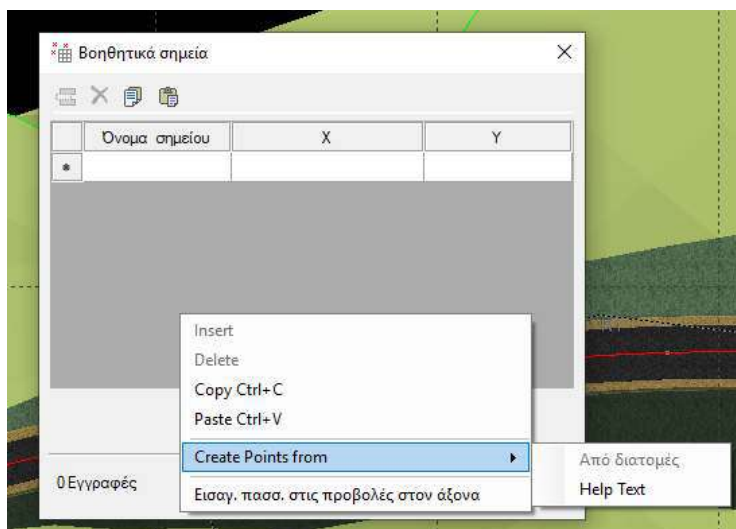 Βοηθητικά σημεία
Όνομα σημείου X Y
*
Insert
Delete
Copy Ctrl+C
Paste Ctrl+V
Create Points from
Από διατομές
Help Text
Εισαγ. πασσ. στις προβολές στον άξονα
0 Εγγραφές